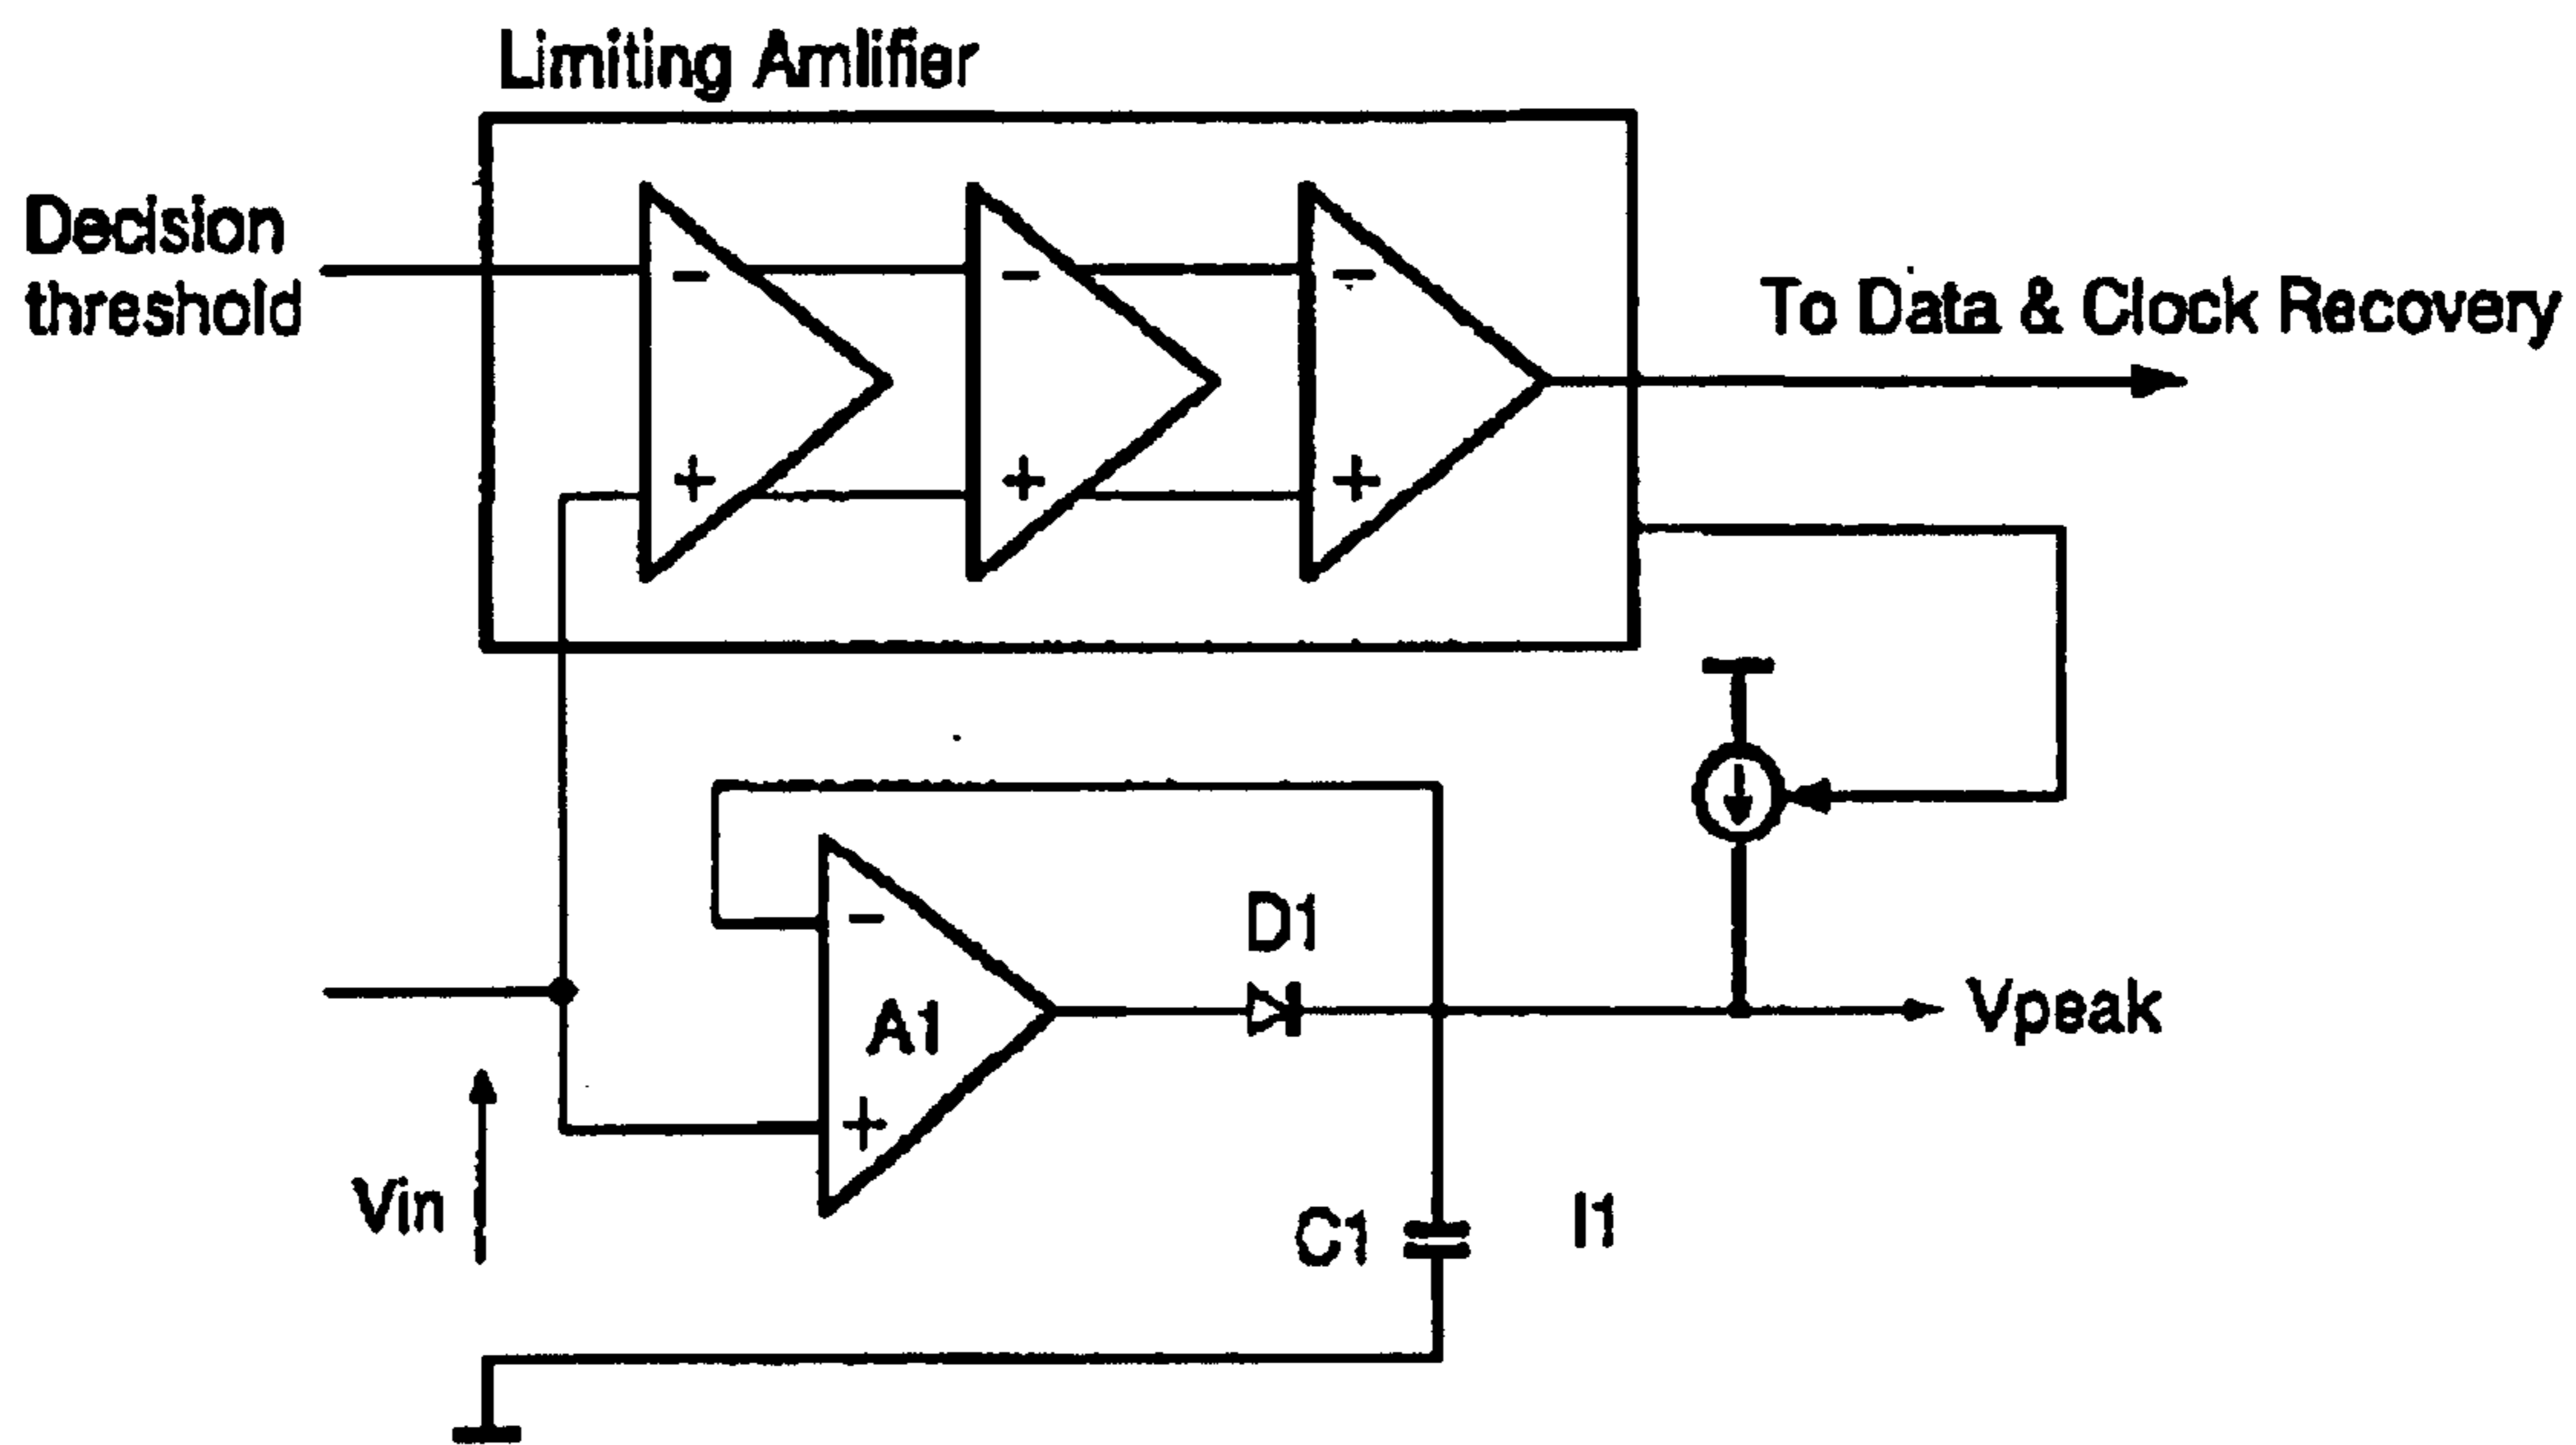 Limiting Amlifier
Decision
threshold
To Data & Clock Recovery
−
−
−
+
+
+
−
D1
A1
Vpeak
+
Vin
C1
I1